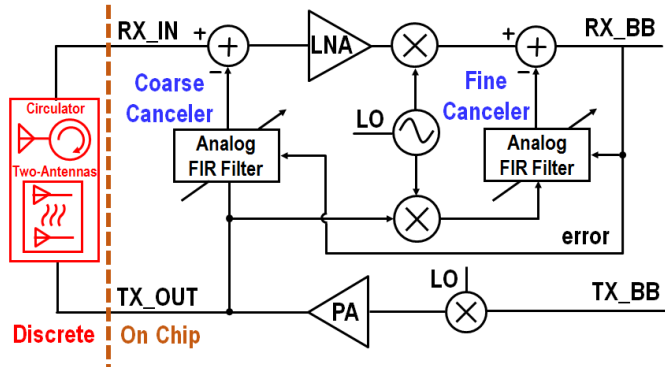 RX_IN
+
+
LNA
+
+
RX_BB
−
−
Coarse
Canceler
Fine
Canceler
Circulator
LO
Analog
FIR Filter
Analog
FIR Filter
Two-Antennas
error
TX_OUT
LO
TX_BB
PA
Discrete
On Chip